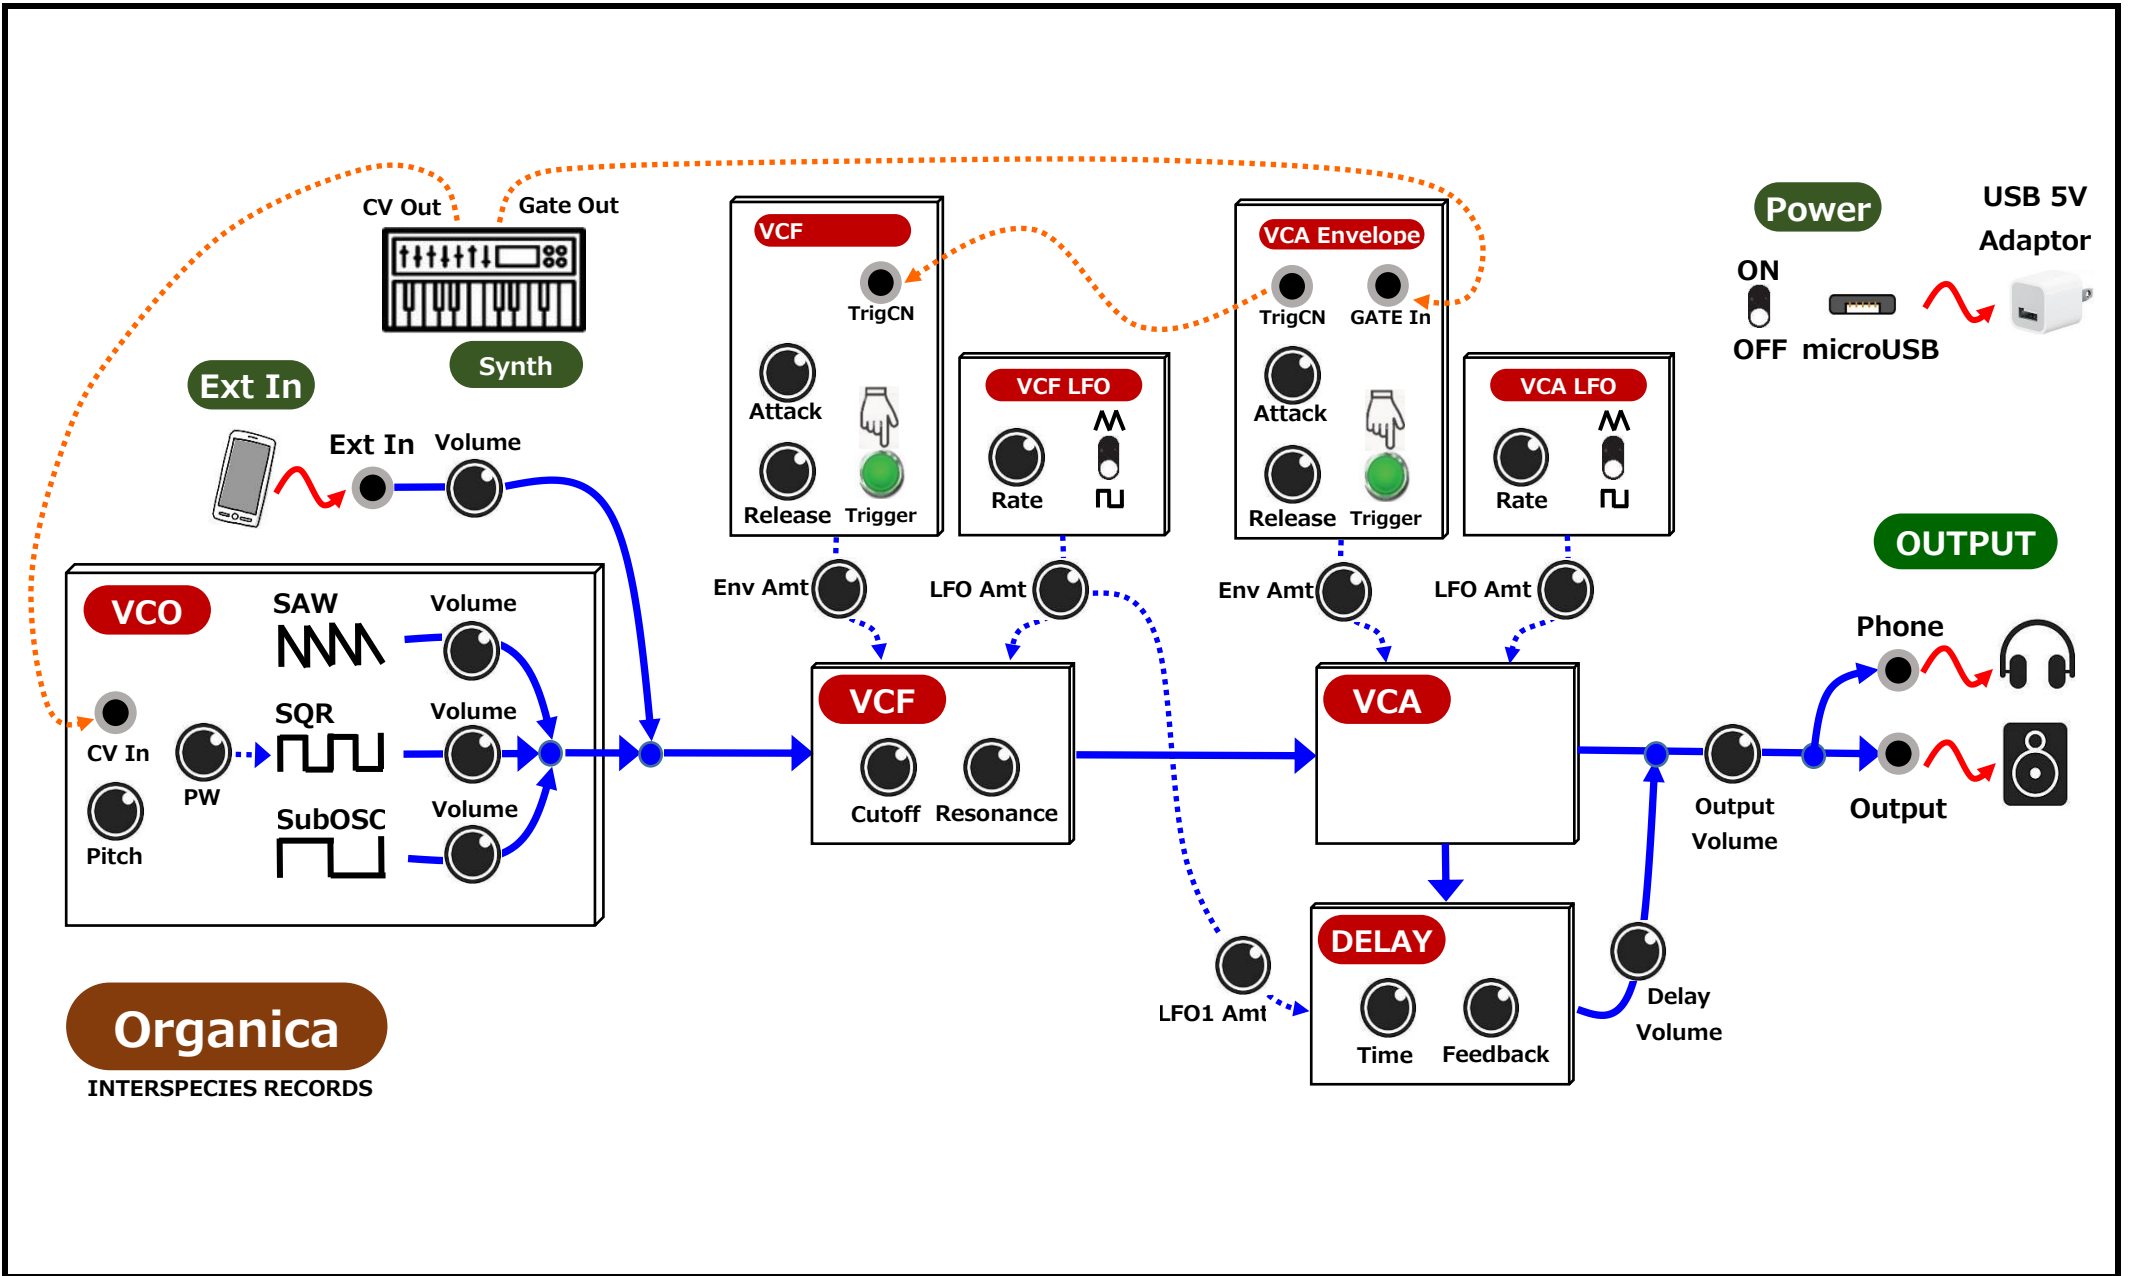 CV Out
Gate Out
Synth
Ext In
Ext In
Volume
VCO
SAW
Volume
CV In
PW
SQR
Volume
Pitch
SubOSC
Volume
Organica
INTERSPECIES RECORDS
VCF
TrigCN
Attack
Release
Trigger
VCF LFO
Rate
Env Amt
LFO Amt
VCF
Cutoff
Resonance
VCA Envelope
TrigCN
GATE In
Attack
Release
Trigger
VCA LFO
Rate
Env Amt
LFO Amt
VCA
DELAY
LFO1 Amt
Time
Feedback
Delay
Volume
Power
USB 5V
Adaptor
ON
OFF
microUSB
OUTPUT
Phone
Output
Output
Volume